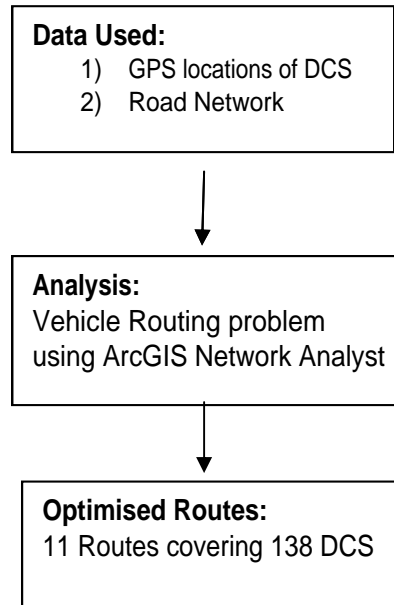 Data Used:
1) GPS locations of DCS
2) Road Network
Analysis:
Vehicle Routing problem
using ArcGIS Network Analyst
Optimised Routes:
11 Routes covering 138 DCS